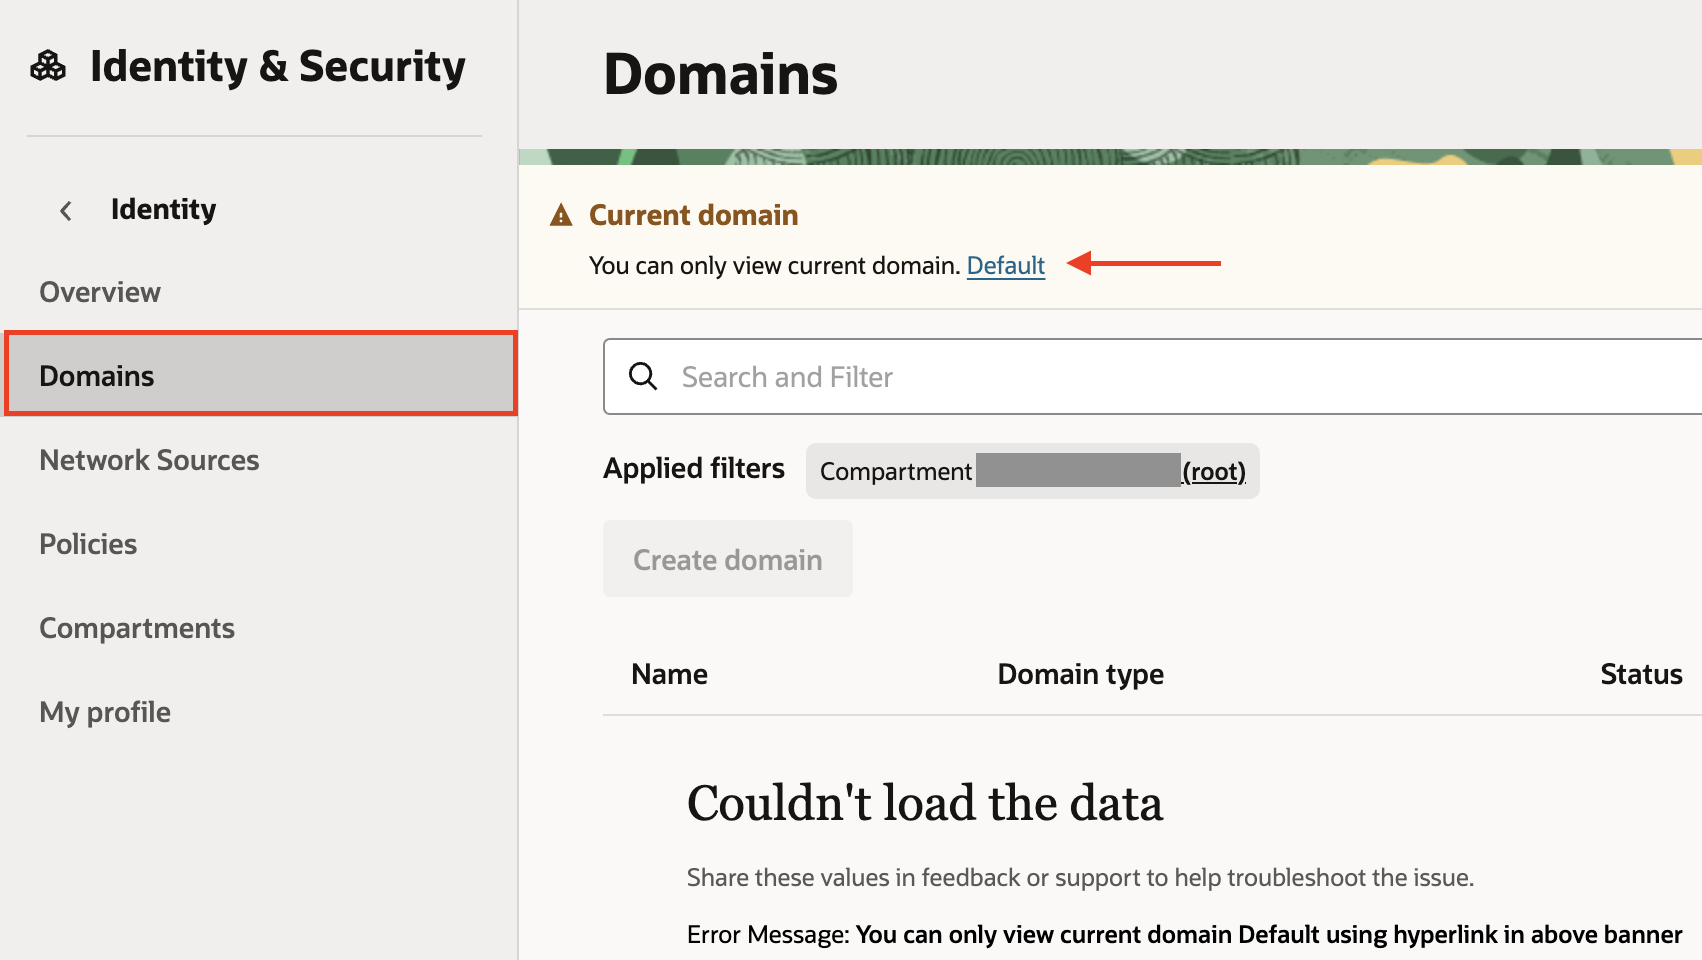 Identity & Security
Identity
Overview
Domains
Network Sources
Policies
Compartments
My profile
Domains
Current domain
You can only view current domain. Default
Search and Filter
Applied filters Compartment (root)
Create domain
Name Domain type Status
Couldn't load the data
Share these values in feedback or support to help troubleshoot the issue.
Error Message: You can only view current domain Default using hyperlink in above banner